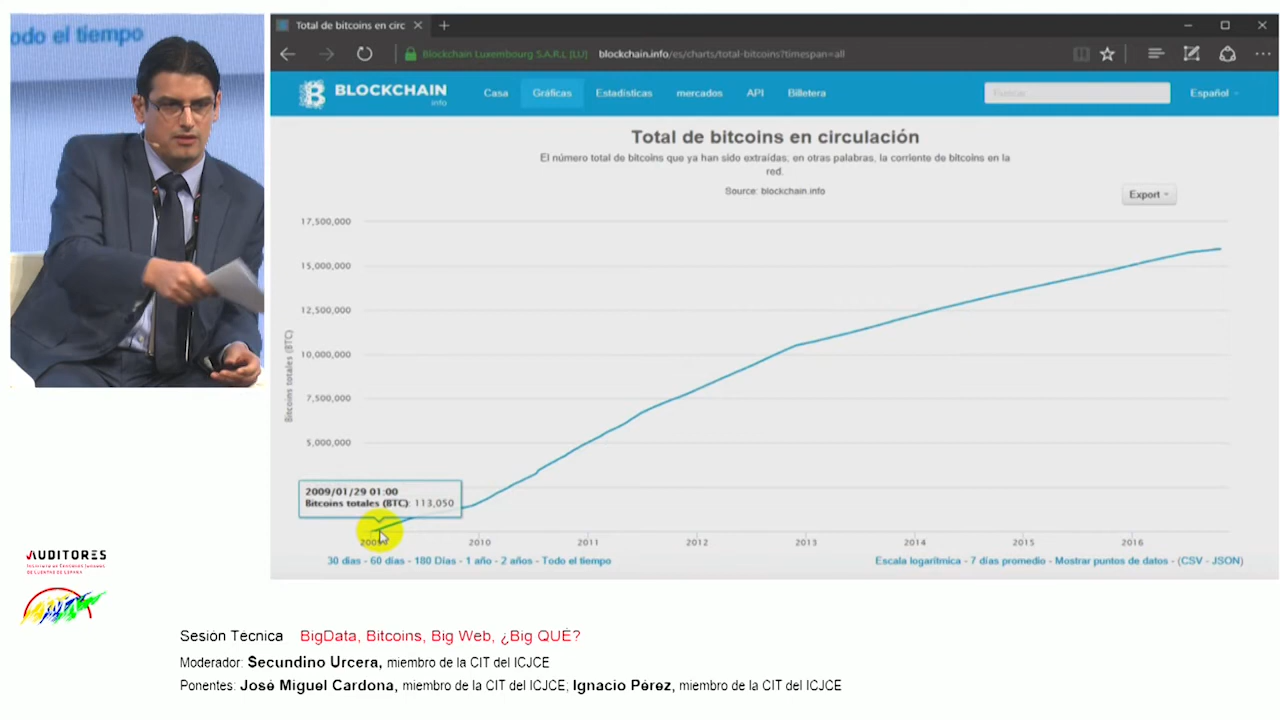 odo el tiempo
Total de bitcoins en circ
Blockchain Luxembourg S.A.R.L [LU]
blockchain.info/es/charts/total-bitcoins?timespan=all
BLOCKCHAIN
info
Casa
Gráficas
Estadísticas
mercados
API
Billetera
Buscar
Español
Total de bitcoins en circulación
El número total de bitcoins que ya han sido extraídas, en otras palabras, la corriente de bitcoins en la
red.
Source: blockchain.info
Export
17,500,000
15,000,000
12,500,000
10,000,000
7,500,000
5,000,000
Bitcoins totales (BTC)
2009/01/29 01:00
Bitcoins totales (BTC): 113,050
2009 2010 2011 2012 2013 2014 2015 2016
30 días - 60 días - 180 Días - 1 año - 2 años - Todo el tiempo
Escala logarítmica - 7 días promedio - Mostrar puntos de datos - (CSV - JSON)
AUDITORES
Sesión Técnica BigData, Bitcoins, Big Web, ¿Big QUÉ?
Moderador: Secundino Urcera, miembro de la CIT del ICJCE
Ponentes: José Miguel Cardona, miembro de la CIT del ICJCE; Ignacio Pérez, miembro de la CIT del ICJCE